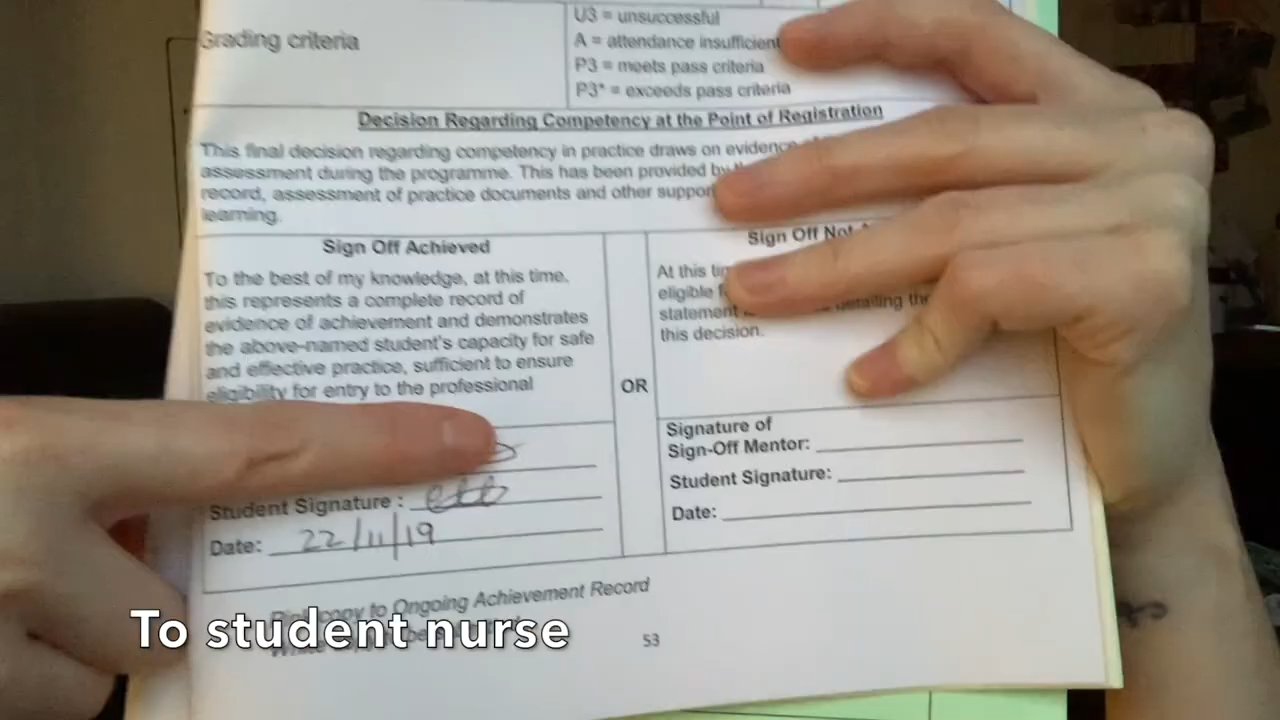 Grading criteria
U3 = unsuccessful
A = attendance insufficient
P3 = meets pass criteria
P3* = exceeds pass criteria
Decision Regarding Competency at the Point of Registration
This final decision regarding competency in practice draws on evidence
assessment during the programme. This has been provided by
record, assessment of practice documents and other
learning.
Sign Off Achieved
To the best of my knowledge, at this time,
this represents a complete record of
evidence of achievement and demonstrates
the above-named student's capacity for safe
and effective practice, sufficient to ensure
eligibility for entry to the professional
Student Signature :
Date: 22/11/19
OR
Sign Off Not
At this
eligible
statement detailing the
this decision.
Signature of
Sign-Off Mentor:
Student Signature:
Date:
copy to Ongoing Achievement Record
53
To student nurse